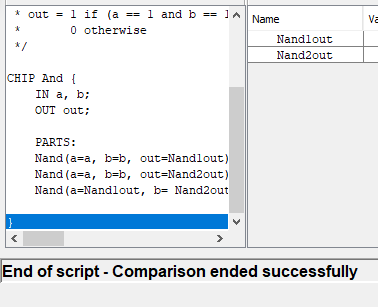 * out = 1 if (a == 1 and b == 1
* 0 otherwise
*/
CHIP And {
IN a, b;
OUT out;
PARTS:
Nand(a=a, b=b, out=Nand1out)
Nand(a=a, b=b, out=Nand2out)
Nand(a=Nand1out, b= Nand2out
}
Name
Nand1out
Nand2out
End of script - Comparison ended successfully